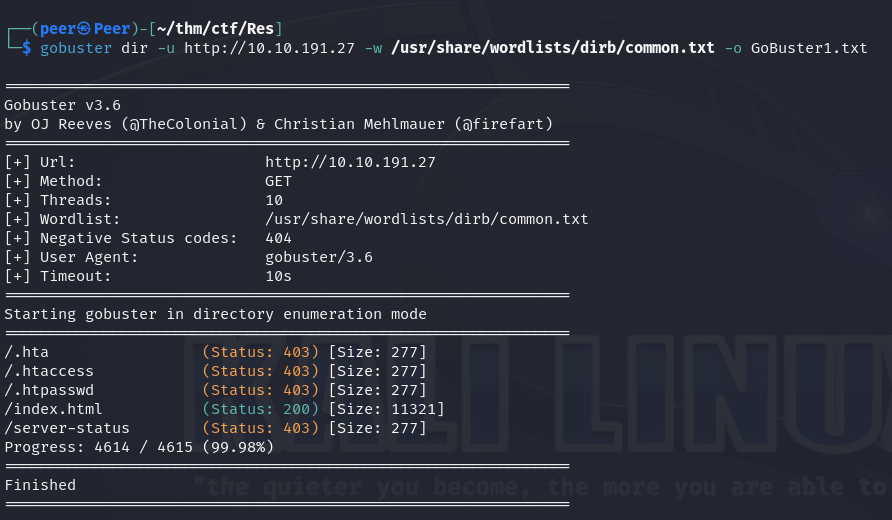 ┌──(peer㉿Peer)-[~/thm/ctf/Res]
└─$ gobuster dir -u http://10.10.191.27 -w /usr/share/wordlists/dirb/common.txt -o GoBuster1.txt
===============================================================
Gobuster v3.6
by OJ Reeves (@TheColonial) & Christian Mehlmauer (@firefart)
===============================================================
[+] Url:                     http://10.10.191.27
[+] Method:                  GET
[+] Threads:                 10
[+] Wordlist:                /usr/share/wordlists/dirb/common.txt
[+] Negative Status codes:   404
[+] User Agent:              gobuster/3.6
[+] Timeout:                 10s
===============================================================
Starting gobuster in directory enumeration mode
===============================================================
/.hta                 (Status: 403) [Size: 277]
/.htaccess            (Status: 403) [Size: 277]
/.htpasswd            (Status: 403) [Size: 277]
/index.html           (Status: 200) [Size: 11321]
/server-status        (Status: 403) [Size: 277]
Progress: 4614 / 4615 (99.98%)
===============================================================
Finished
===============================================================
KALI LINU
"the quieter you become, the more you are able to